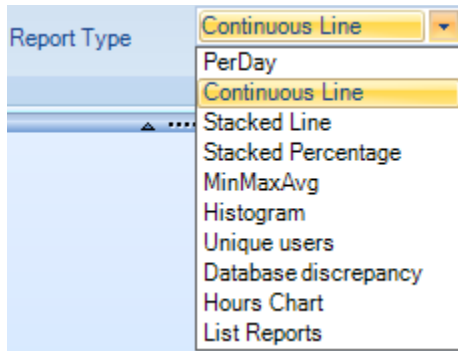 Report Type
Continuous Line
PerDay
Continuous Line
Stacked Line
Stacked Percentage
MinMaxAvg
Histogram
Unique users
Database discrepancy
Hours Chart
List Reports